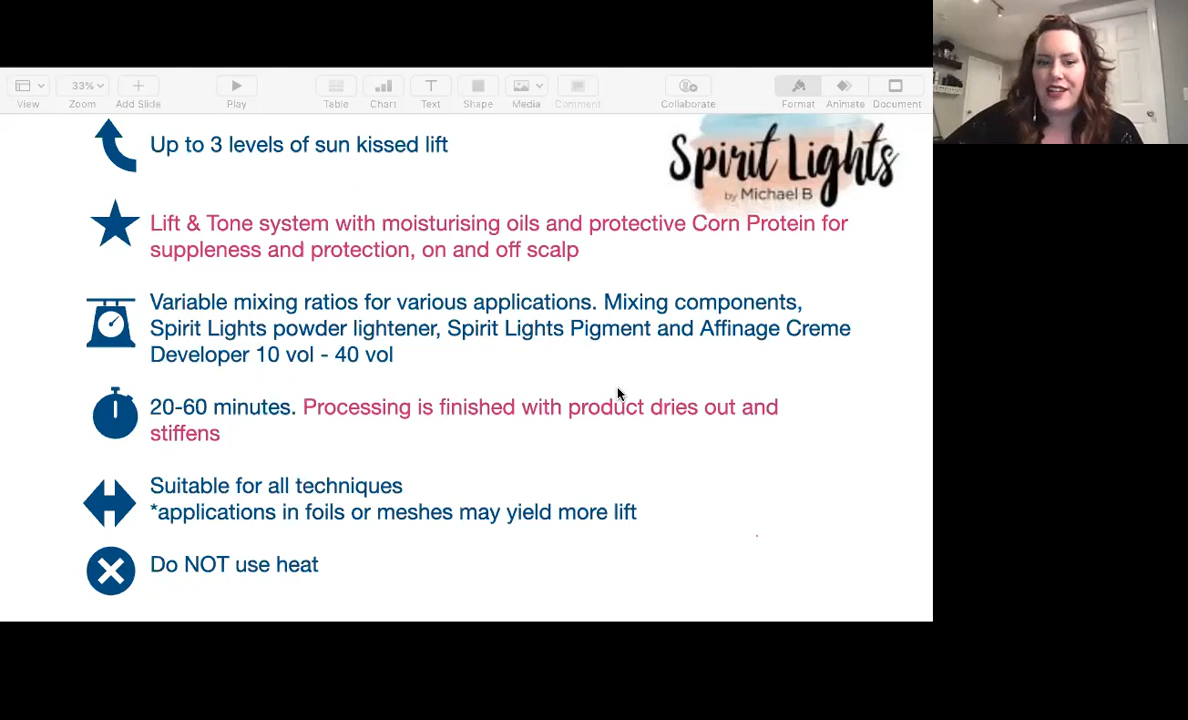 View
33%
Zoom
Add Slide
Play
Table
Chart
Text
Shape
Media
Comment
Collaborate
Format
Animate
Document
Up to 3 levels of sun kissed lift
Spirit Lights
by Michael B
Lift & Tone system with moisturising oils and protective Corn Protein for
suppleness and protection, on and off scalp
Variable mixing ratios for various applications. Mixing components,
Spirit Lights powder lightener, Spirit Lights Pigment and Affinage Creme
Developer 10 vol - 40 vol
20-60 minutes. Processing is finished with product dries out and
stiffens
Suitable for all techniques
*applications in foils or meshes may yield more lift
Do NOT use heat